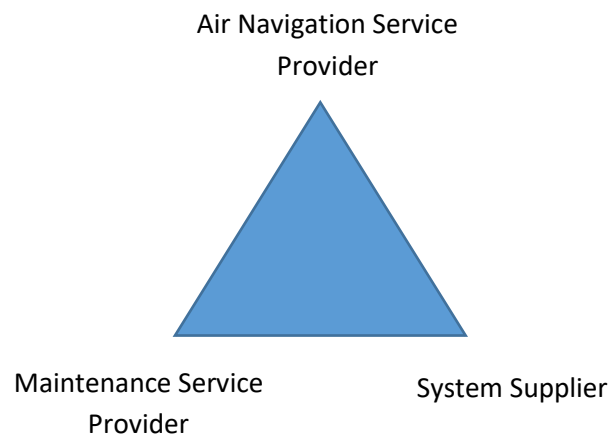 Air Navigation Service
Provider
Maintenance Service
Provider
System Supplier